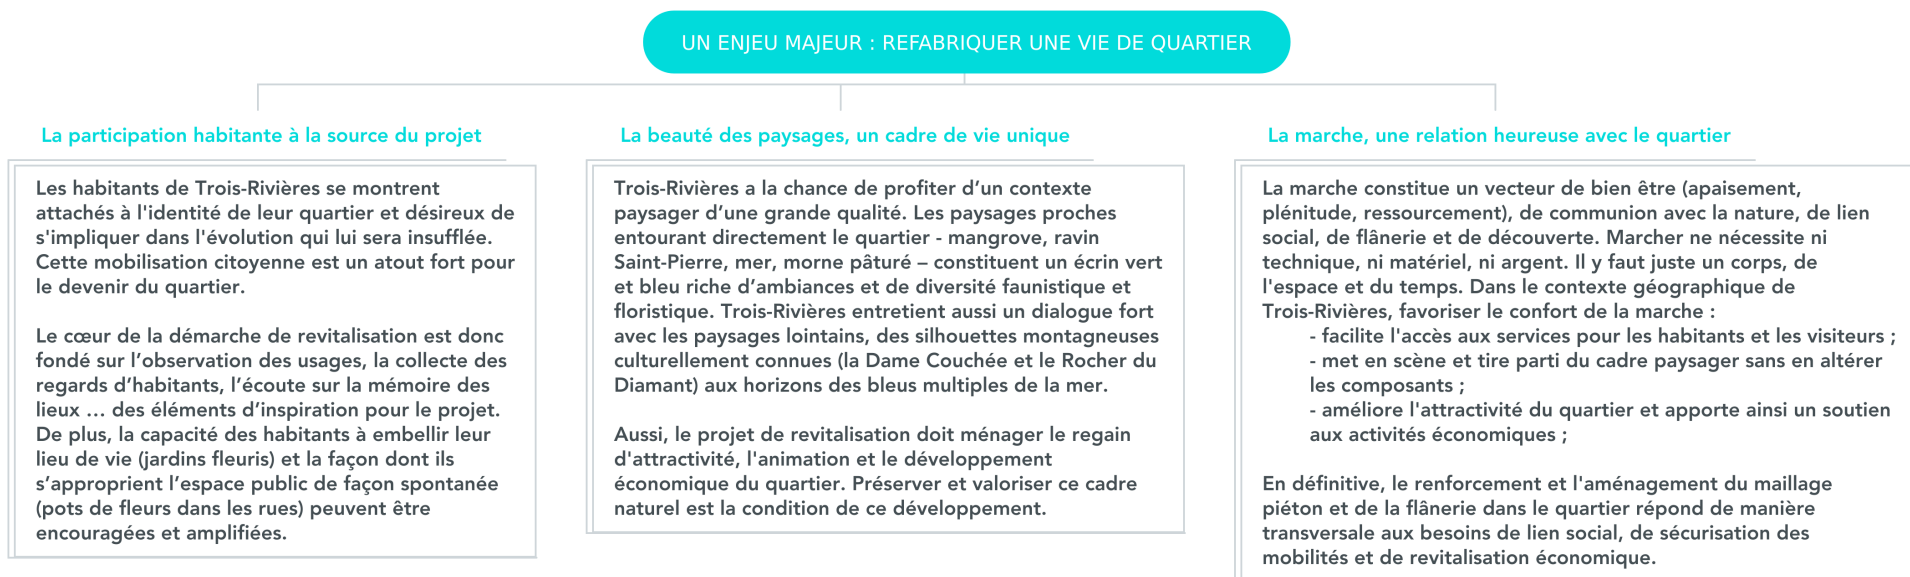 UN ENJEU MAJEUR : REFABRIQUER UNE VIE DE QUARTIER
La participation habitante à la source du projet
Les habitants de Trois-Rivières se montrent
attachés à l'identité de leur quartier et désireux de
s'impliquer dans l'évolution qui lui sera insufflée.
Cette mobilisation citoyenne est un atout fort pour
le devenir du quartier.
Le cœur de la démarche de revitalisation est donc
fondé sur l’observation des usages, la collecte des
regards d’habitants, l’écoute sur la mémoire des
lieux … des éléments d’inspiration pour le projet.
De plus, la capacité des habitants à embellir leur
lieu de vie (jardins fleuris) et la façon dont ils
s’approprient l’espace public de façon spontanée
(pots de fleurs dans les rues) peuvent être
encouragées et amplifiées.
La beauté des paysages, un cadre de vie unique
Trois-Rivières a la chance de profiter d’un contexte
paysager d’une grande qualité. Les paysages proches
entourant directement le quartier - mangrove, ravin
Saint-Pierre, mer, morne pâturé – constituent un écrin vert
et bleu riche d’ambiances et de diversité faunistique et
floristique. Trois-Rivières entretient aussi un dialogue fort
avec les paysages lointains, des silhouettes montagneuses
culturellement connues (la Dame Couchée et le Rocher du
Diamant) aux horizons des bleus multiples de la mer.
Aussi, le projet de revitalisation doit ménager le regain
d'attractivité, l'animation et le développement
économique du quartier. Préserver et valoriser ce cadre
naturel est la condition de ce développement.
La marche, une relation heureuse avec le quartier
La marche constitue un vecteur de bien être (apaisement,
plénitude, ressourcement), de communion avec la nature, de lien
social, de flânerie et de découverte. Marcher ne nécessite ni
technique, ni matériel, ni argent. Il y faut juste un corps, de
l'espace et du temps. Dans le contexte géographique de
Trois-Rivières, favoriser le confort de la marche :
- facilite l'accès aux services pour les habitants et les visiteurs ;
- met en scène et tire parti du cadre paysager sans en altérer
les composants ;
- améliore l'attractivité du quartier et apporte ainsi un soutien
aux activités économiques ;
En définitive, le renforcement et l'aménagement du maillage
piéton et de la flânerie dans le quartier répond de manière
transversale aux besoins de lien social, de sécurisation des
mobilités et de revitalisation économique.